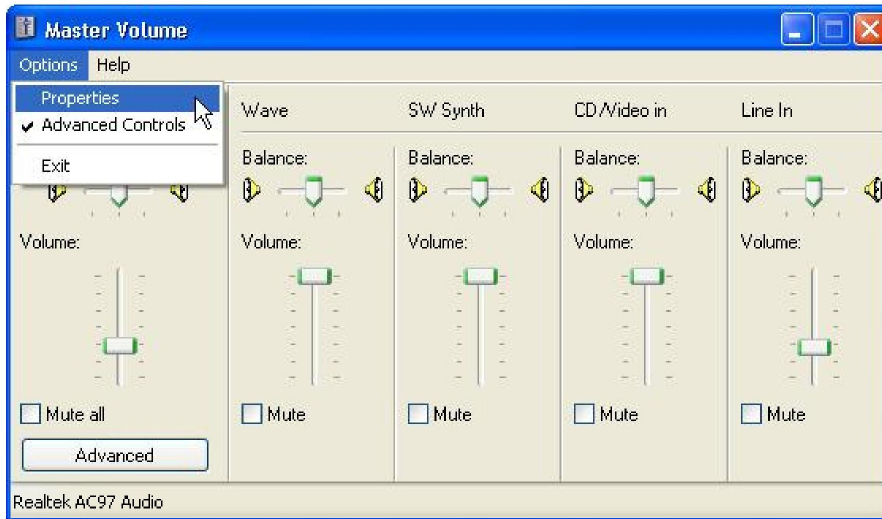 Master Volume
Options Help
Properties
Advanced Controls
Exit
Wave SW Synth CD/Video in Line In
Balance: Balance: Balance: Balance:
Volume: Volume: Volume: Volume: Volume:
Mute all Mute Mute Mute Mute
Advanced
Realtek AC97 Audio